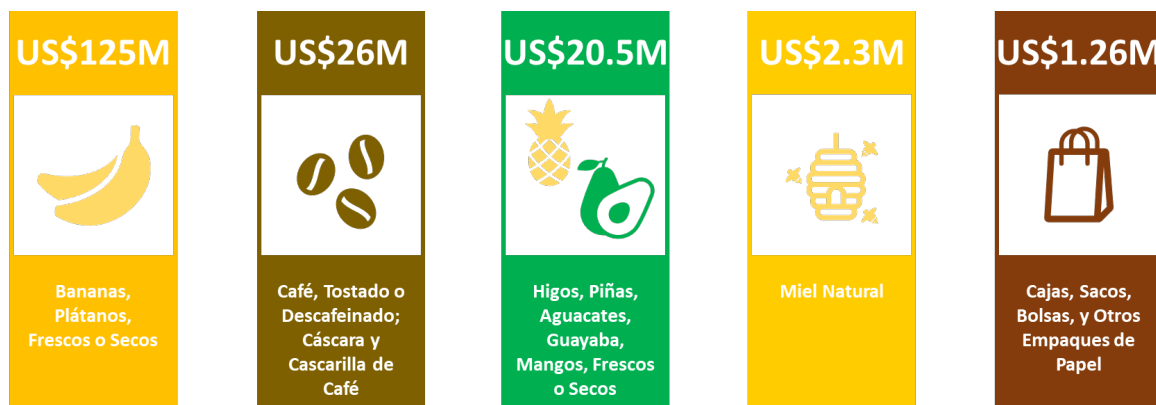 US$125M
Bananas,
Plátanos,
Frescos o Secos
US$26M
Café, Tostado o
Descafeinado;
Cáscara y
Cascarilla de
Café
US$20.5M
Higos, Piñas,
Aguacates,
Guayaba,
Mangos, Frescos
o Secos
US$2.3M
Miel Natural
US$1.26M
Cajas, Sacos,
Bolsas, y Otros
Empaques de
Papel